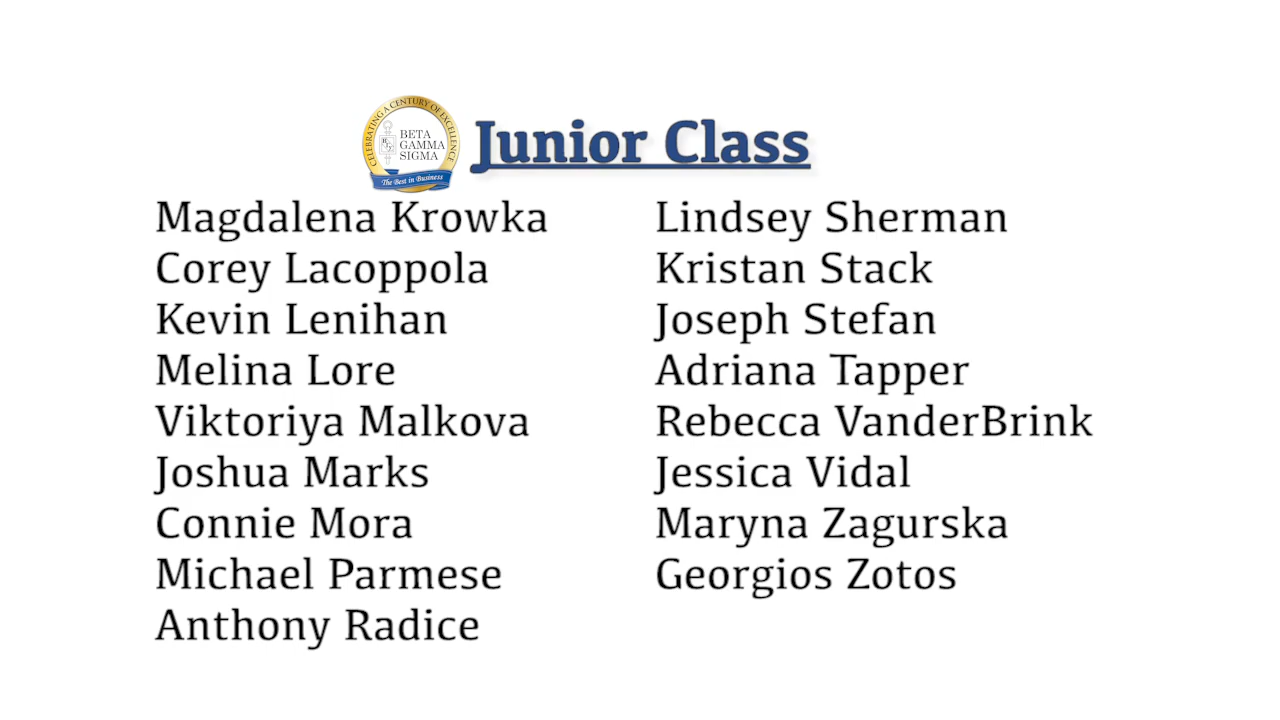 CELEBRATING A CENTURY OF EXCELLENCE
BETA
GAMMA
SIGMA
The Best in Business
Junior Class
Magdalena Krowka
Corey Lacoppola
Kevin Lenihan
Melina Lore
Viktoriya Malkova
Joshua Marks
Connie Mora
Michael Parmese
Anthony Radice
Lindsey Sherman
Kristan Stack
Joseph Stefan
Adriana Tapper
Rebecca VanderBrink
Jessica Vidal
Maryna Zagurska
Georgios Zotos